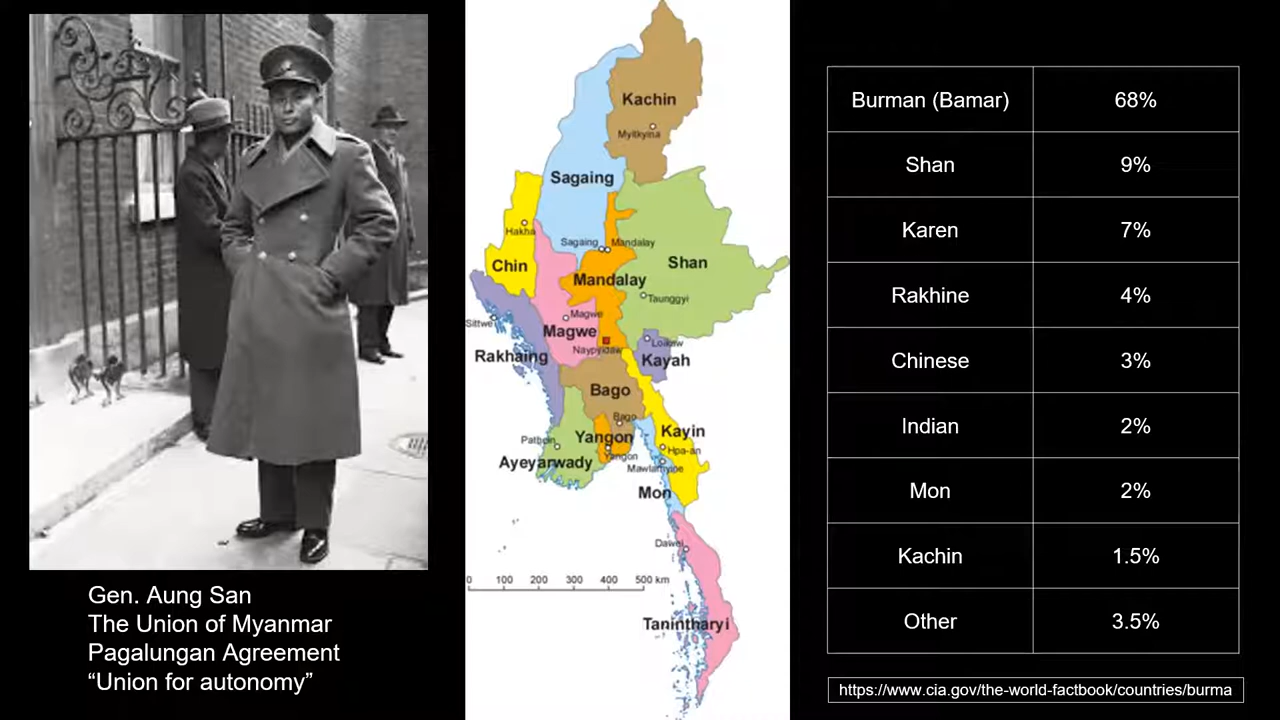 Gen. Aung San
The Union of Myanmar
Pagalungan Agreement
“Union for autonomy”
Kachin
Myitkyina
Sagaing
Hakha
Sagaing
Mandalay
Chin
Shan
Mandalay
Taunggyi
Sittwe
Magwe
Magwe
Rakhaing
Naypyidaw
Loikaw
Kayah
Bago
Bago
Pathein
Yangon
Yangon
Kayin
Hpa-an
Ayeyarwady
Mawlamyine
Mon
Dawei
0 100 200 300 400 500 km
Tanintharyi
Burman (Bamar) 68%
Shan 9%
Karen 7%
Rakhine 4%
Chinese 3%
Indian 2%
Mon 2%
Kachin 1.5%
Other 3.5%
https://www.cia.gov/the-world-factbook/countries/burma